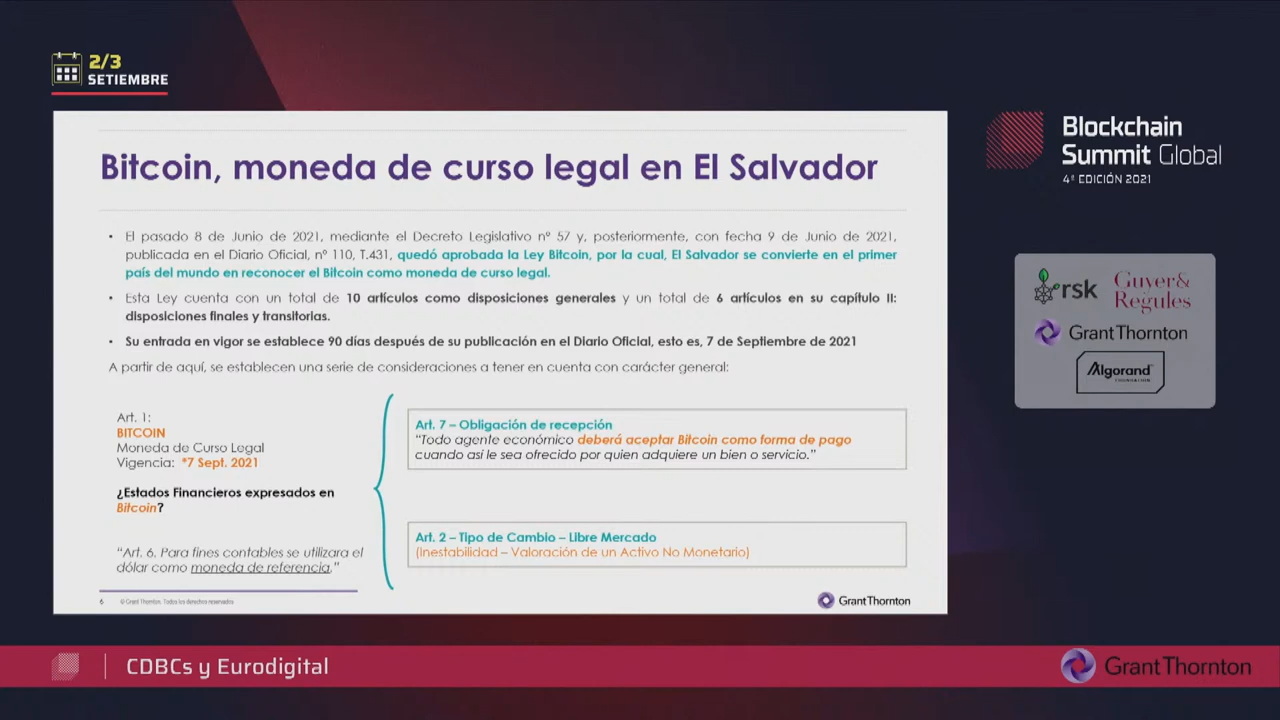 2/3
SETIEMBRE
Bitcoin, moneda de curso legal en El Salvador
• El pasado 8 de Junio de 2021, mediante el Decreto Legislativo nº 57 y, posteriormente, con fecha 9 de Junio de 2021,
publicada en el Diario Oficial, nº 110, T.431, quedó aprobada la Ley Bitcoin, por la cual, El Salvador se convierte en el primer
país del mundo en reconocer el Bitcoin como moneda de curso legal.
• Esta Ley cuenta con un total de 10 artículos como disposiciones generales y un total de 6 artículos en su capítulo II:
disposiciones finales y transitorias.
• Su entrada en vigor se establece 90 días después de su publicación en el Diario Oficial, esto es, 7 de Septiembre de 2021
A partir de aquí, se establecen una serie de consideraciones a tener en cuenta con carácter general:
Art. 1:
BITCOIN
Moneda de Curso Legal
Vigencia: *7 Sept. 2021
¿Estados Financieros expresados en
Bitcoin?
“Art. 6. Para fines contables se utilizara el
dólar como moneda de referencia.”
Art. 7 – Obligación de recepción
“Todo agente económico deberá aceptar Bitcoin como forma de pago
cuando así le sea ofrecido por quien adquiere un bien o servicio.”
Art. 2 – Tipo de Cambio – Libre Mercado
(Inestabilidad – Valoración de un Activo No Monetario)
6 © Grant Thornton. Todos los derechos reservados
GrantThornton
Blockchain
Summit Global
4ª EDICIÓN 2021
rsk
Guyer&
Regules
GrantThornton
Algorand
FOUNDATION
CDBCs y Eurodigital
GrantThornton